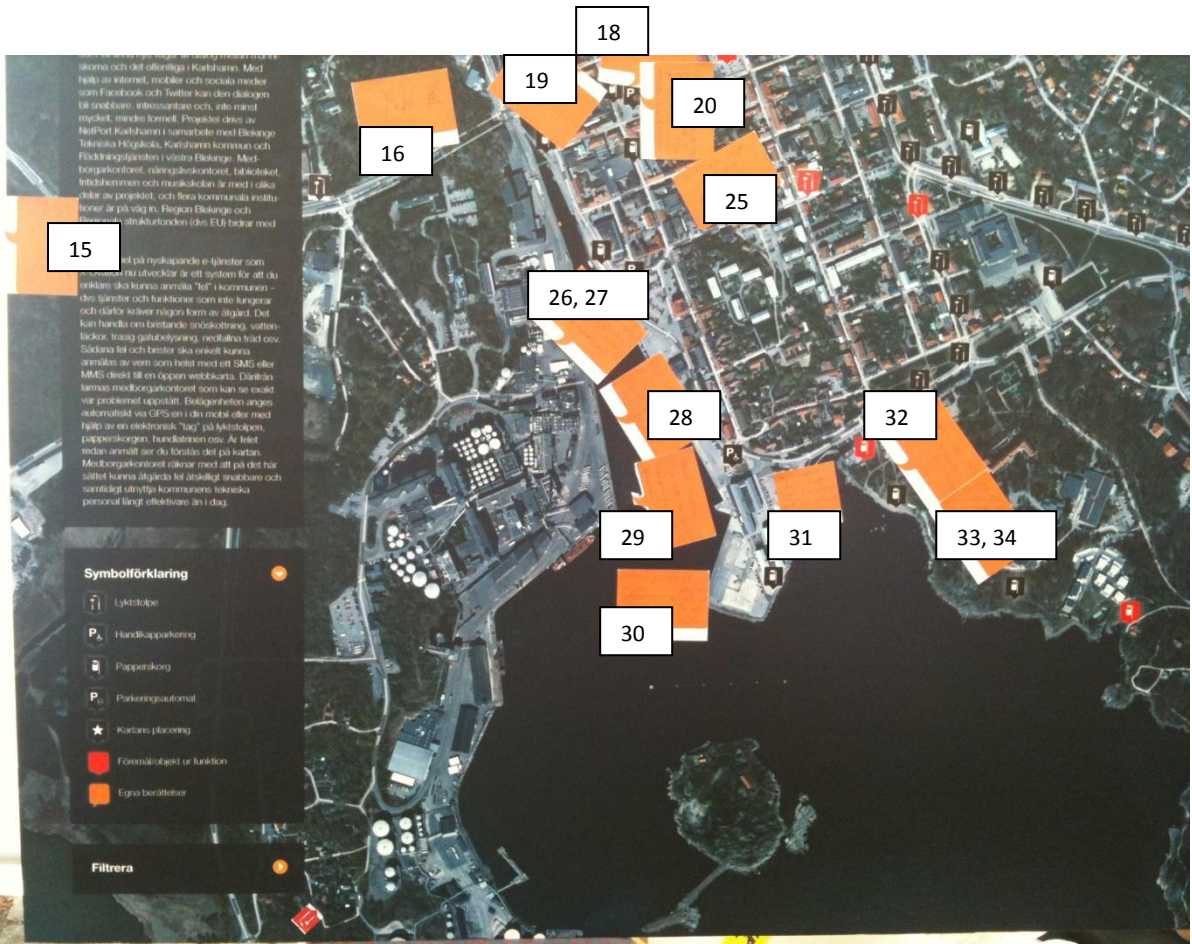 18
19
20
16
25
15
26, 27
28
32
29
31
33, 34
30
skorna och det offentliga i Karlshamn. Med
hjälp av internet, mobiler och sociala medier
som Facebook och Twitter kan den dialogen
bli snabbare, intressantare och, inte minst
mycket, mindre formell. Projektet drivs av
NetPort Karlshamn i samarbete med Blekinge
Tekniska Högskola, Karlshamn kommun och
Räddningstjänsten i västra Blekinge. Med-
borgarkontoret, näringslivskontoret, biblioteket,
fritidshemmen och musikskolan är med i olika
delar av projektet, och flera kommunala institu-
tioner är på väg in. Region Blekinge och
strukturfonden (dvs EU) bidrar med
på nyskapande e-tjänster som
nu utvecklar är ett system för att du
enklare ska kunna anmäla "fel" i kommunen –
dvs tjänster och funktioner som inte fungerar
och därför kräver någon form av åtgärd. Det
kan handla om bristande snöskottning, vatten-
läckor, trasig gatubelysning, nedfallna träd osv.
Sådana fel och brister ska enkelt kunna
anmälas av vem som helst med ett SMS eller
MMS direkt till en öppen webbkarta. Därifrån
larmas medborgarkontoret som kan se exakt
var problemet uppstått. Belägenheten anges
automatiskt via GPS:en i din mobil eller med
hjälp av en elektronisk "tag" på lyktstolpen,
papperskorgen, hundlatrinen osv. Är felet
redan anmält ser du förstås det på kartan.
Medborgarkontoret räknar med att på det här
sättet kunna åtgärda fel åtskilligt snabbare och
samtidigt utnyttja kommunens tekniska
personal långt effektivare än i dag.
Symbolförklaring
Lyktstolpe
Handikapparkering
Papperskorg
Parkeringsautomat
Kartans placering
Föremål/objekt ur funktion
Egna berättelser
Filtrera